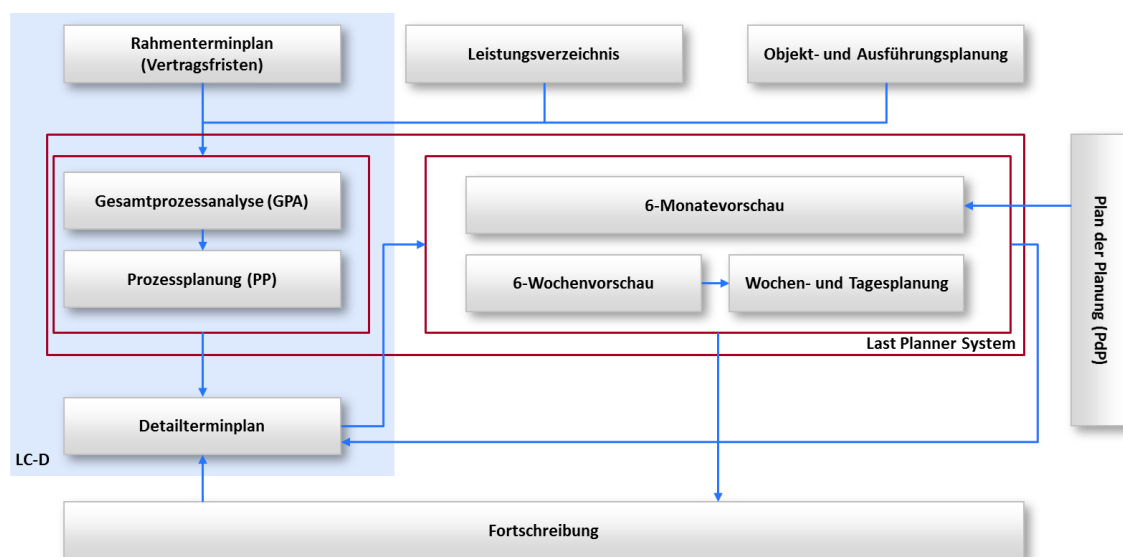 Rahmenterminplan
(Vertragsfristen)
Leistungsverzeichnis
Objekt- und Ausführungsplanung
Gesamtprozessanalyse (GPA)
Prozessplanung (PP)
6-Monatevorschau
6-Wochenvorschau
Wochen- und Tagesplanung
Last Planner System
Plan der Planung (PdP)
Detailterminplan
LC-D
Fortschreibung